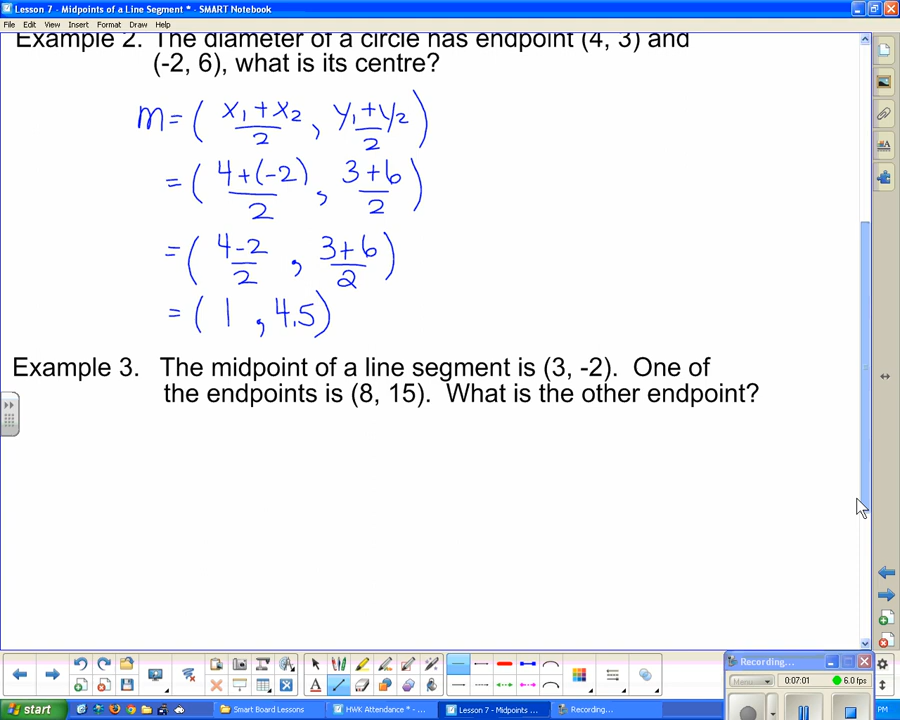 Lesson 7 - Midpoints of a Line Segment * - SMART Notebook
File Edit View Insert Format Draw Help
Example 2. The diameter of a circle has endpoint (4, 3) and
(-2, 6), what is its centre?
m = ( x₁ + x₂ / 2 , y₁ + y₂ / 2 )
= ( 4 + (-2) / 2 , 3 + 6 / 2 )
= ( 4 - 2 / 2 , 3 + 6 / 2 )
= ( 1 , 4.5 )
Example 3. The midpoint of a line segment is (3, -2). One of
the endpoints is (8, 15). What is the other endpoint?
Recording...
Menu
0:07:01
6.0 fps
start
Smart Board Lessons
HWK Attendance * - ...
Lesson 7 - Midpoints ...
Recording...
PM